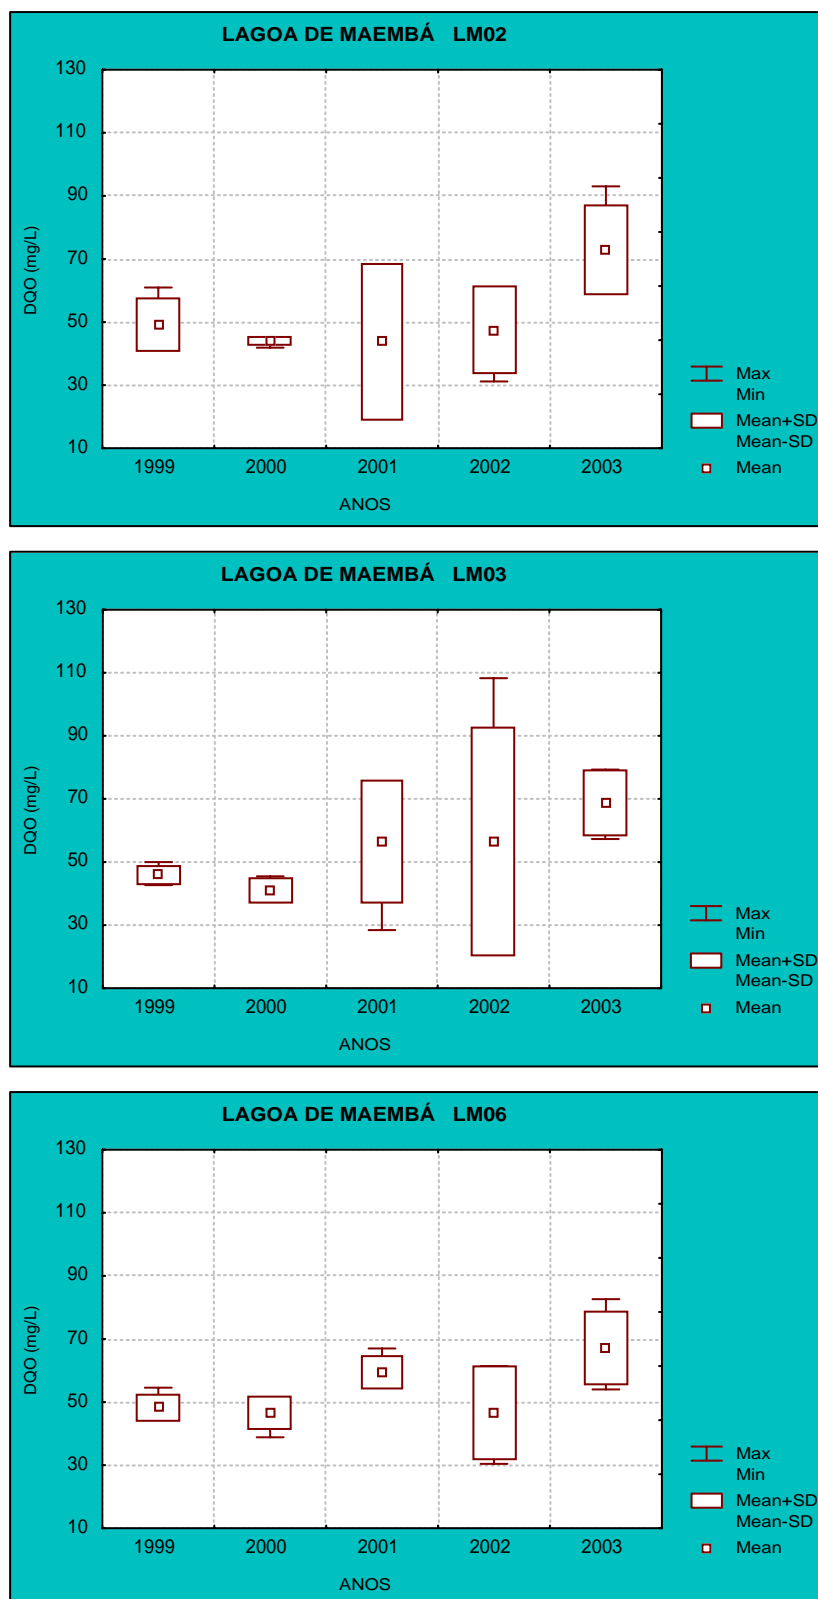 LAGOA DE MAEMBÁ LM02
130
110
90
70
50
30
10
DQO (mg/L)
1999 2000 2001 2002 2003
ANOS
Max
Min
Mean+SD
Mean-SD
Mean
LAGOA DE MAEMBÁ LM03
130
110
90
70
50
30
10
DQO (mg/L)
1999 2000 2001 2002 2003
ANOS
Max
Min
Mean+SD
Mean-SD
Mean
LAGOA DE MAEMBÁ LM06
130
110
90
70
50
30
10
DQO (mg/L)
1999 2000 2001 2002 2003
ANOS
Max
Min
Mean+SD
Mean-SD
Mean